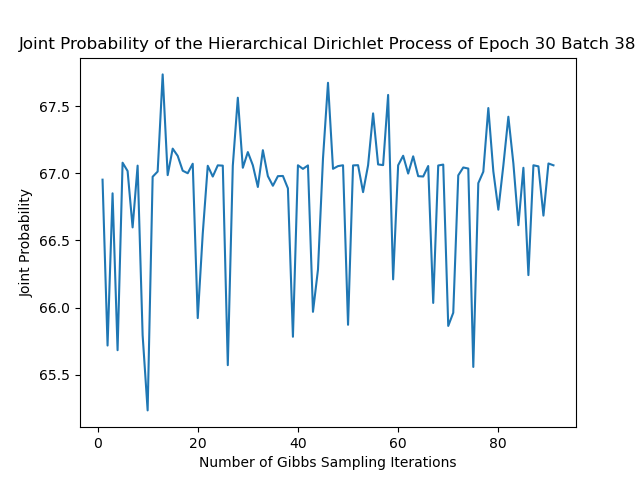 Joint Probability of the Hierarchical Dirichlet Process of Epoch 30 Batch 38
67.5
67.0
66.5
66.0
65.5
Joint Probability
0 20 40 60 80
Number of Gibbs Sampling Iterations